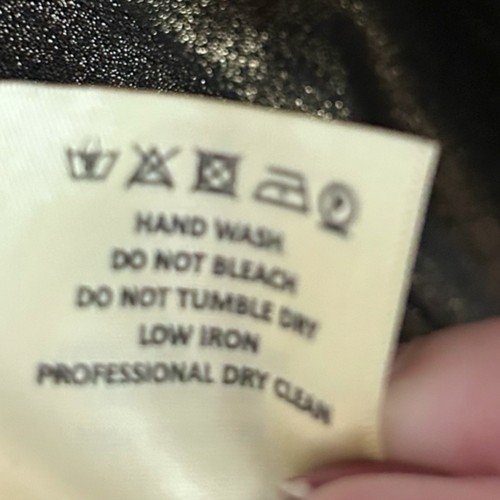 HAND WASH
DO NOT BLEACH
DO NOT TUMBLE DRY
LOW IRON
PROFESSIONAL DRY CLEAN